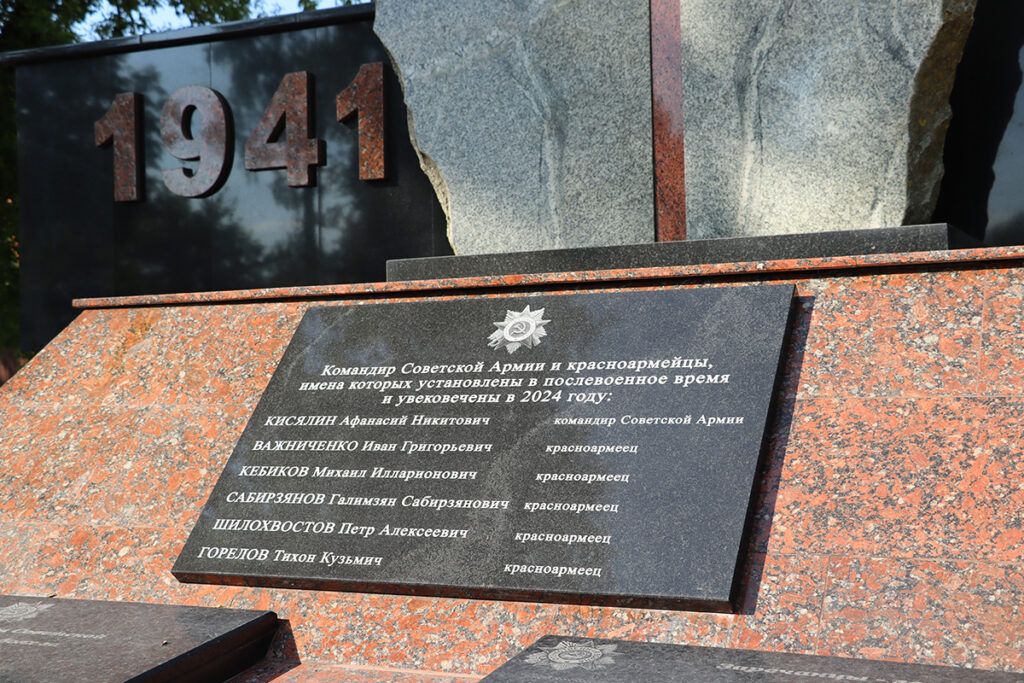 1941
Командир Советской Армии и красноармейцы,
имена которых установлены в послевоенное время
и увековечены в 2024 году:
КИСЯЛИН Афанасий Никитович командир Советской Армии
ВАЖНИЧЕНКО Иван Григорьевич красноармеец
КЕБИКОВ Михаил Илларионович красноармеец
САБИРЗЯНОВ Галимзян Сабирзянович красноармеец
ШИЛОХВОСТОВ Петр Алексеевич красноармеец
ГОРЕЛОВ Тихон Кузьмич красноармеец